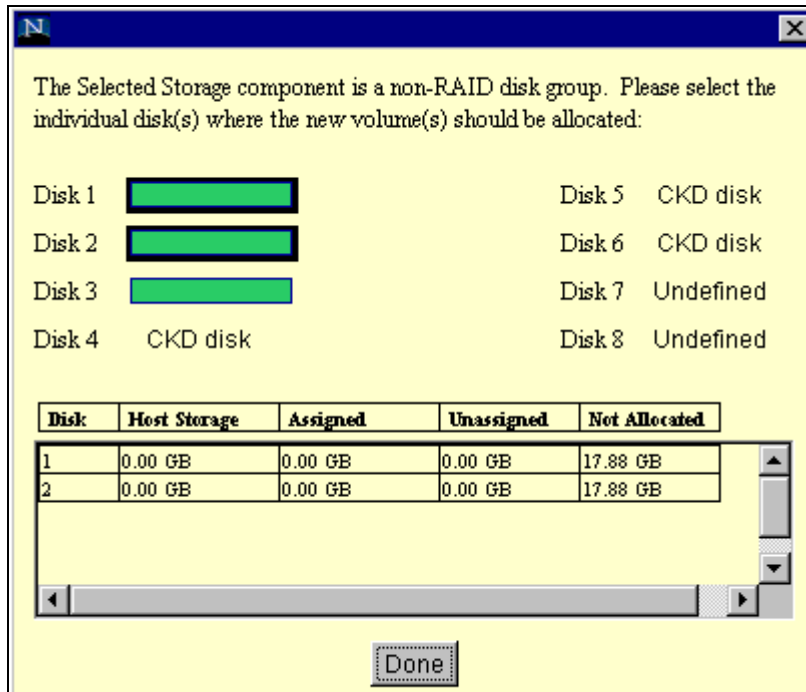 N
The Selected Storage component is a non-RAID disk group. Please select the
individual disk(s) where the new volume(s) should be allocated:
Disk 1
Disk 5 CKD disk
Disk 2
Disk 6 CKD disk
Disk 3
Disk 7 Undefined
Disk 4 CKD disk
Disk 8 Undefined
Disk Host Storage Assigned Unassigned Not Allocated
1 0.00 GB 0.00 GB 0.00 GB 17.88 GB
2 0.00 GB 0.00 GB 0.00 GB 17.88 GB
Done